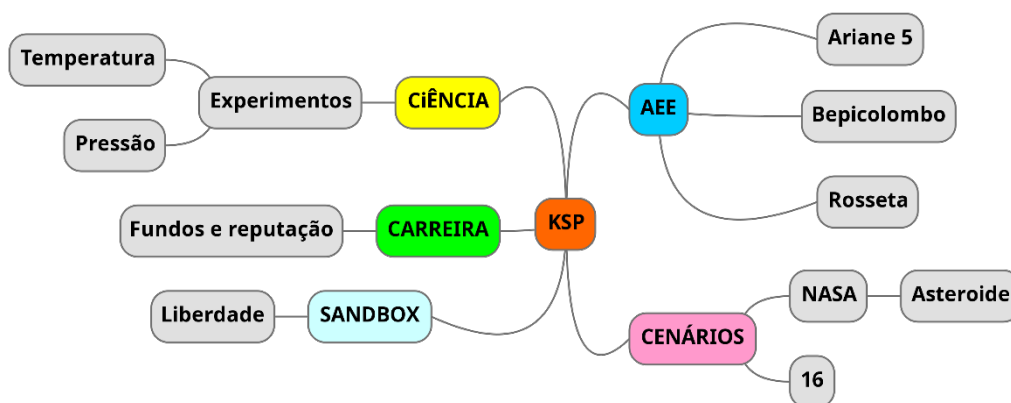 Temperatura
Experimentos
Pressão
CiÊNCIA
Fundos e reputação
CARREIRA
Liberdade
SANDBOX
KSP
AEE
Ariane 5
Bepicolombo
Rosseta
CENÁRIOS
NASA
Asteroide
16